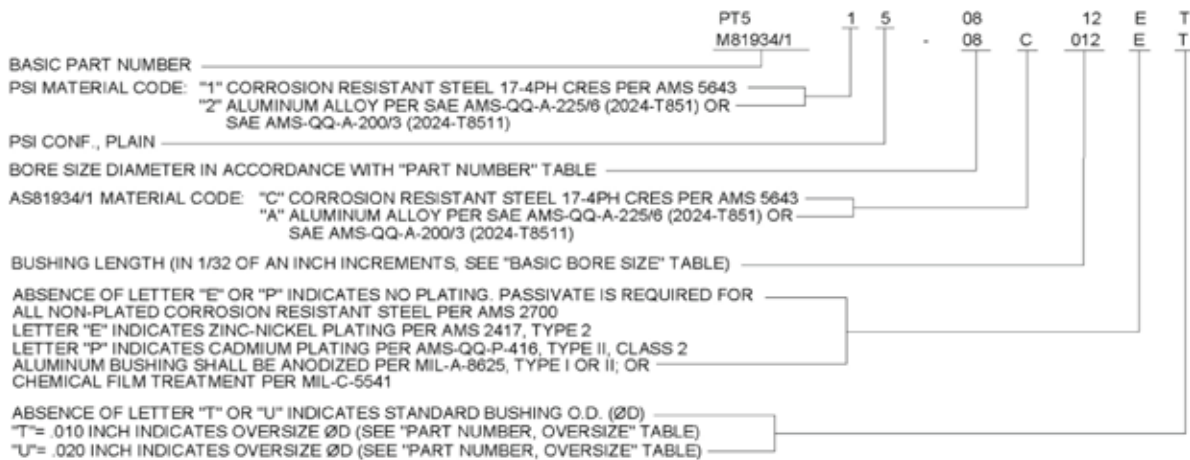 PT5 1 5 08 12 E T
M81934/1 - 08 C 012 E T
BASIC PART NUMBER
PSI MATERIAL CODE: "1" CORROSION RESISTANT STEEL 17-4PH CRES PER AMS 5643
"2" ALUMINUM ALLOY PER SAE AMS-QQ-A-225/6 (2024-T851) OR
SAE AMS-QQ-A-200/3 (2024-T8511)
PSI CONF., PLAIN
BORE SIZE DIAMETER IN ACCORDANCE WITH "PART NUMBER" TABLE
AS81934/1 MATERIAL CODE: "C" CORROSION RESISTANT STEEL 17-4PH CRES PER AMS 5643
"A" ALUMINUM ALLOY PER SAE AMS-QQ-A-225/6 (2024-T851) OR
SAE AMS-QQ-A-200/3 (2024-T8511)
BUSHING LENGTH (IN 1/32 OF AN INCH INCREMENTS, SEE "BASIC BORE SIZE" TABLE)
ABSENCE OF LETTER "E" OR "P" INDICATES NO PLATING. PASSIVATE IS REQUIRED FOR
ALL NON-PLATED CORROSION RESISTANT STEEL PER AMS 2700
LETTER "E" INDICATES ZINC-NICKEL PLATING PER AMS 2417, TYPE 2
LETTER "P" INDICATES CADMIUM PLATING PER AMS-QQ-P-416, TYPE II, CLASS 2
ALUMINUM BUSHING SHALL BE ANODIZED PER MIL-A-8625, TYPE I OR II; OR
CHEMICAL FILM TREATMENT PER MIL-C-5541
ABSENCE OF LETTER "T" OR "U" INDICATES STANDARD BUSHING O.D. (ØD)
"T"= .010 INCH INDICATES OVERSIZE ØD (SEE "PART NUMBER, OVERSIZE" TABLE)
"U"= .020 INCH INDICATES OVERSIZE ØD (SEE "PART NUMBER, OVERSIZE" TABLE)